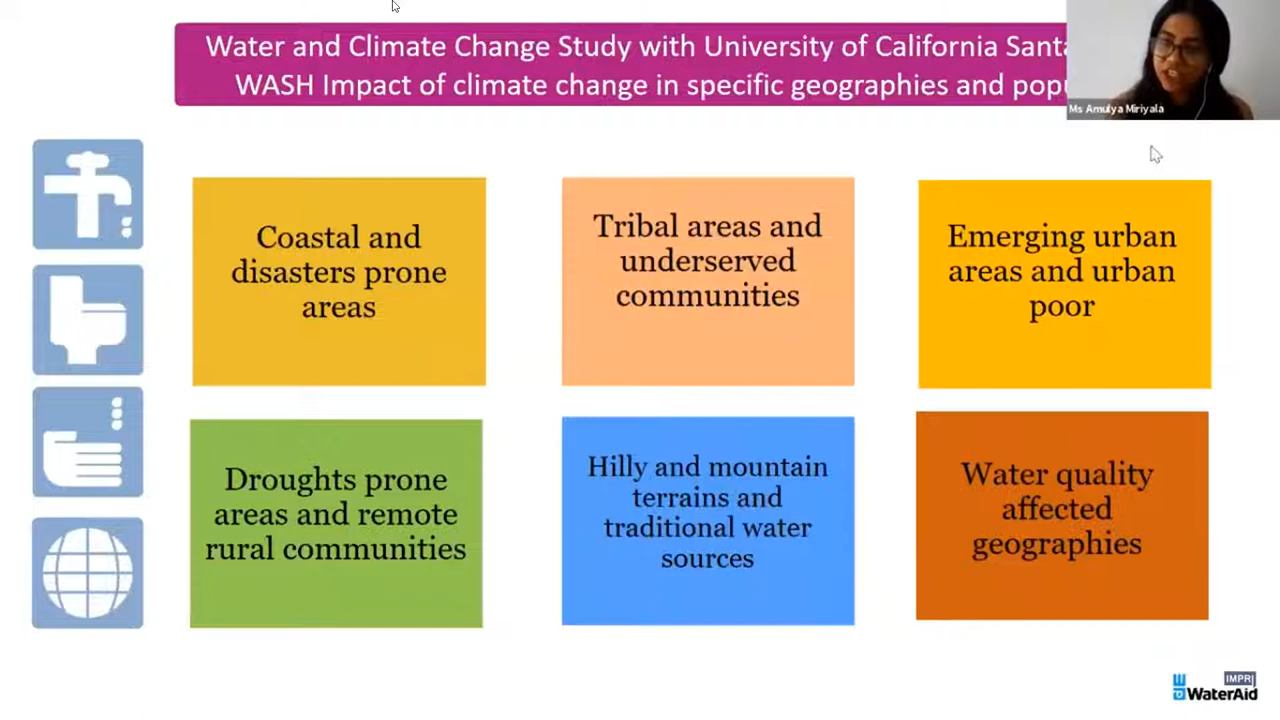 Water and Climate Change Study with University of California
WASH Impact of climate change in specific geographies and
Ms Amulya Miriyala
Coastal and
disasters prone
areas
Tribal areas and
underserved
communities
Emerging urban
areas and urban
poor
Droughts prone
areas and remote
rural communities
Hilly and mountain
terrains and
traditional water
sources
Water quality
affected
geographies
IMPRI
WaterAid